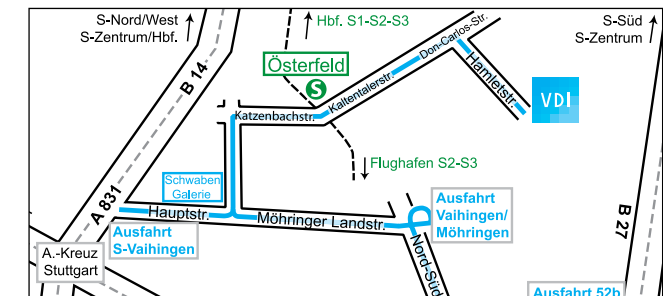 S-Nord/West
S-Zentrum/Hbf.
Hbf. S1-S2-S3
S-Süd
S-Zentrum
B 14
Österfeld
S
Don-Carlos-Str.
Hamletstr.
VDI
Kaltentalerstr.
Katzenbachstr.
Flughafen S2-S3
Schwaben
Galerie
A 831
Hauptstr.
Möhringer Landstr.
Ausfahrt
Vaihingen/
Möhringen
B 27
Ausfahrt
S-Vaihingen
A.-Kreuz
Stuttgart
Nord-Süd
Ausfahrt 52b